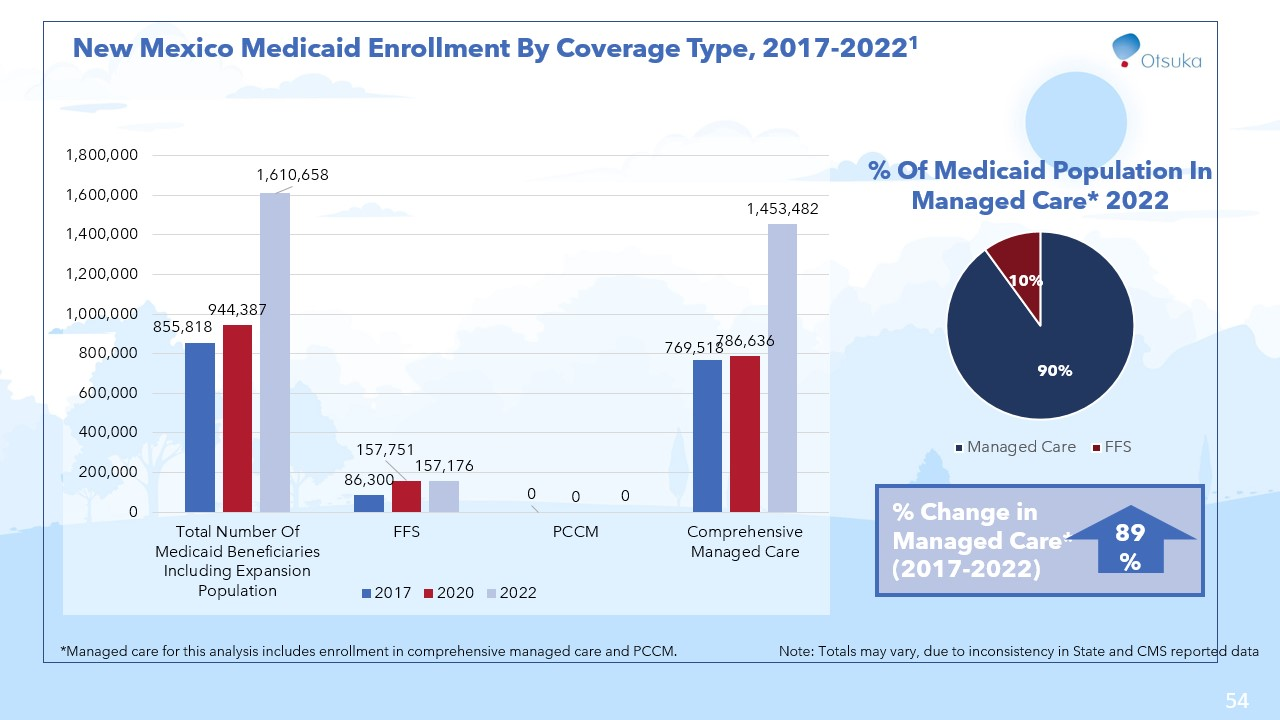 New Mexico Medicaid Enrollment By Coverage Type, 2017-2022¹
Otsuka
1,800,000
1,600,000
1,400,000
1,200,000
1,000,000
800,000
600,000
400,000
200,000
0
855,818
944,387
1,610,658
86,300
157,751
157,176
0
0
0
769,518
786,636
1,453,482
Total Number Of
Medicaid Beneficiaries
Including Expansion
Population
FFS
PCCM
Comprehensive
Managed Care
2017 2020 2022
% Of Medicaid Population In
Managed Care* 2022
10%
90%
Managed Care FFS
% Change in
Managed Care*
(2017-2022)
89
%
*Managed care for this analysis includes enrollment in comprehensive managed care and PCCM.
Note: Totals may vary, due to inconsistency in State and CMS reported data
54